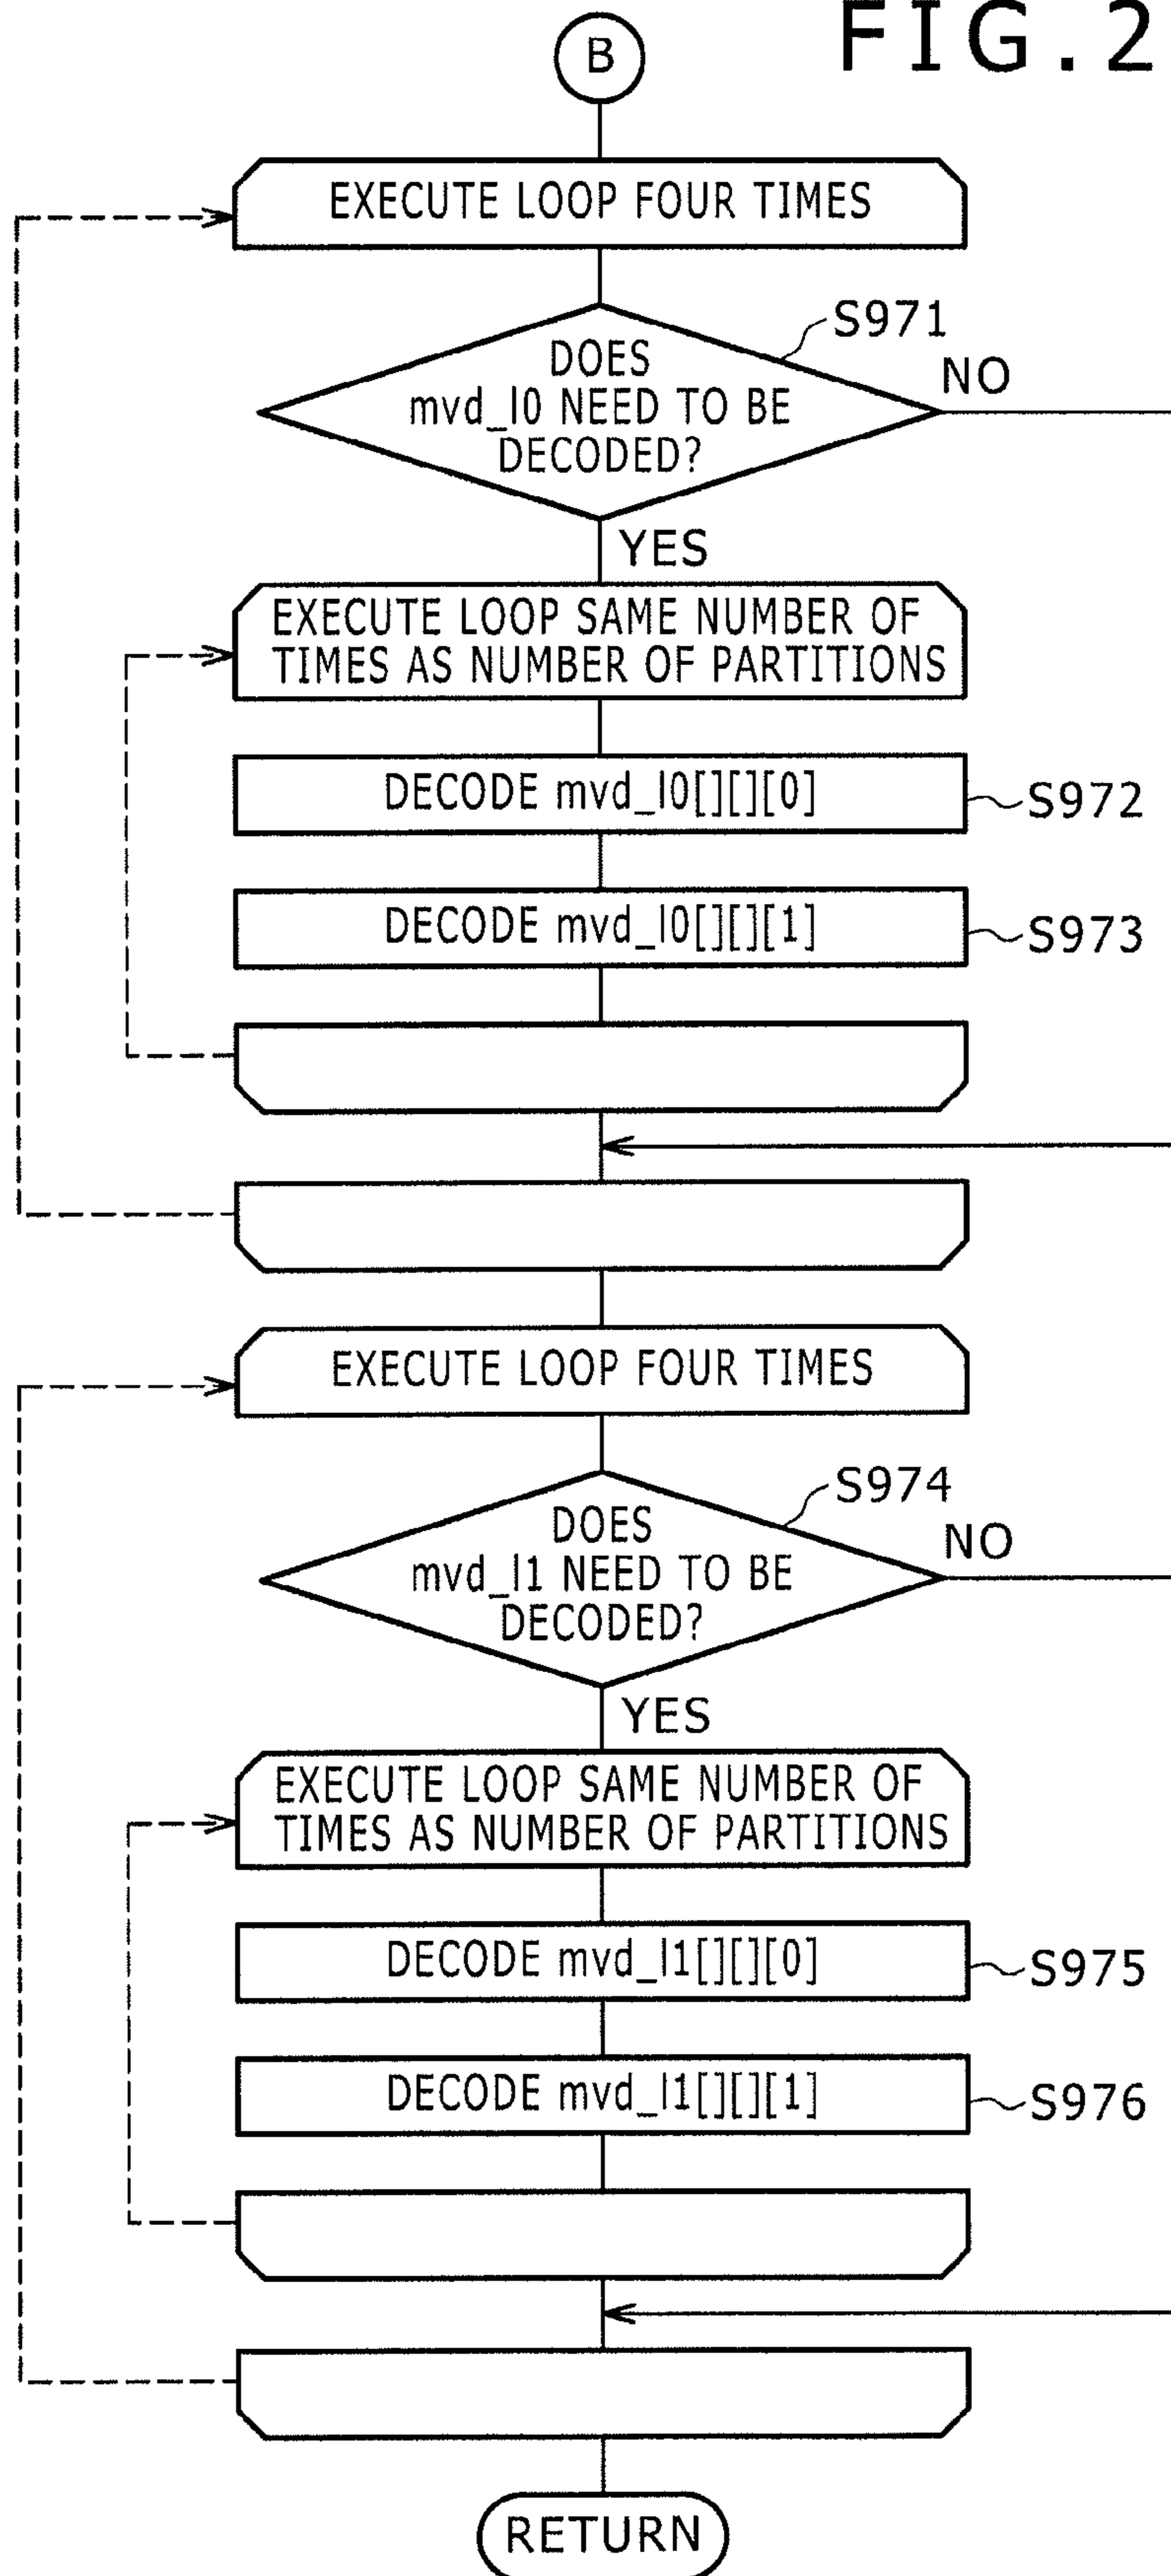 FIG.2
B
EXECUTE LOOP FOUR TIMES
S971
DOES
mvd_l0 NEED TO BE
DECODED?
NO
YES
EXECUTE LOOP SAME NUMBER OF
TIMES AS NUMBER OF PARTITIONS
DECODE mvd_l0[][][0]
S972
DECODE mvd_l0[][][1]
S973
EXECUTE LOOP FOUR TIMES
S974
DOES
mvd_l1 NEED TO BE
DECODED?
NO
YES
EXECUTE LOOP SAME NUMBER OF
TIMES AS NUMBER OF PARTITIONS
DECODE mvd_l1[][][0]
S975
DECODE mvd_l1[][][1]
S976
RETURN